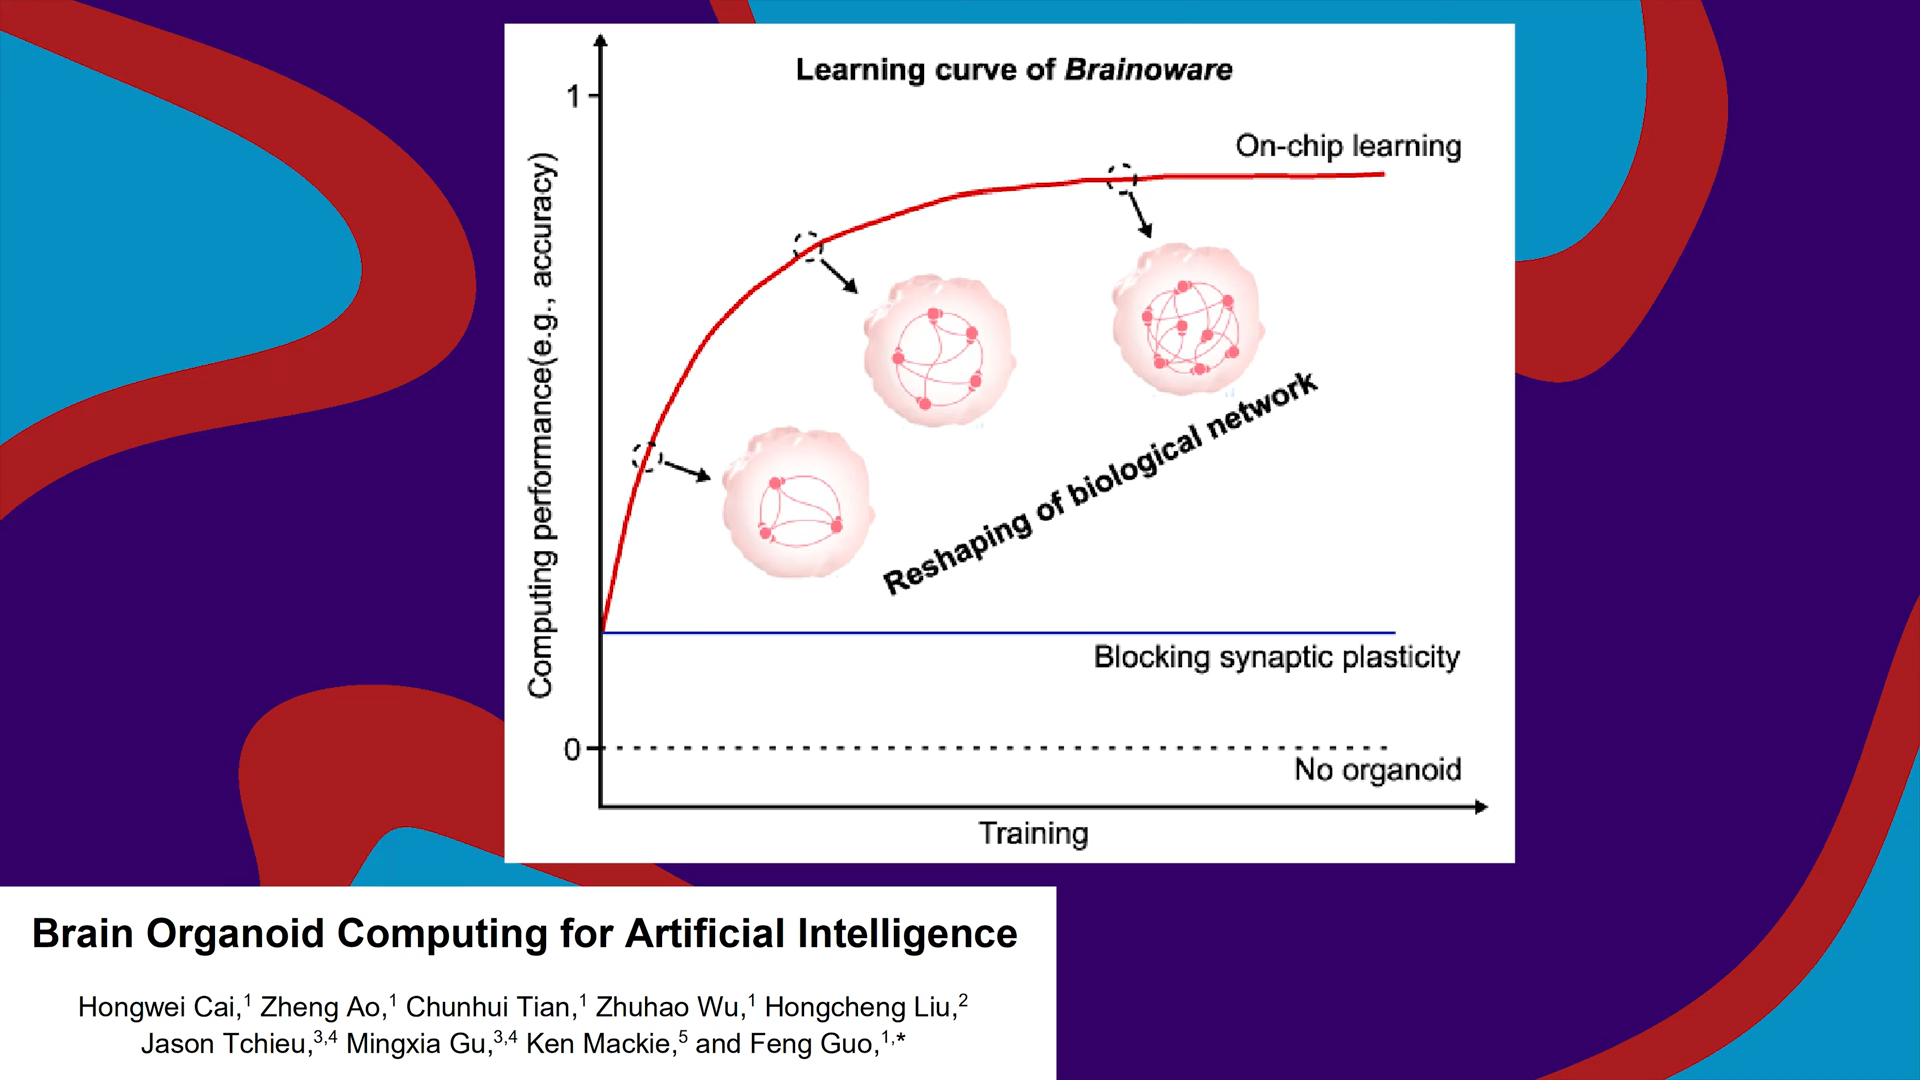 Learning curve of Brainoware
1
On-chip learning
Computing performance(e.g., accuracy)
Reshaping of biological network
Blocking synaptic plasticity
0
No organoid
Training
Brain Organoid Computing for Artificial Intelligence
Hongwei Cai,¹ Zheng Ao,¹ Chunhui Tian,¹ Zhuhao Wu,¹ Hongcheng Liu,²
Jason Tchieu,³,⁴ Mingxia Gu,³,⁴ Ken Mackie,⁵ and Feng Guo,¹,*